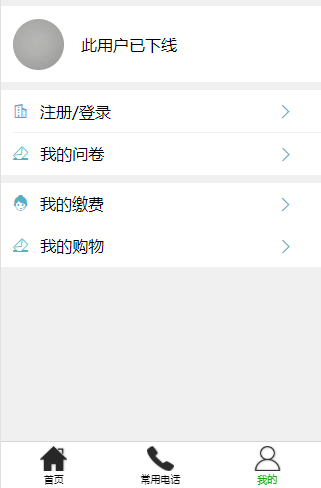 此用户已下线
注册/登录
我的问卷
我的缴费
我的购物
首页 常用电话 我的